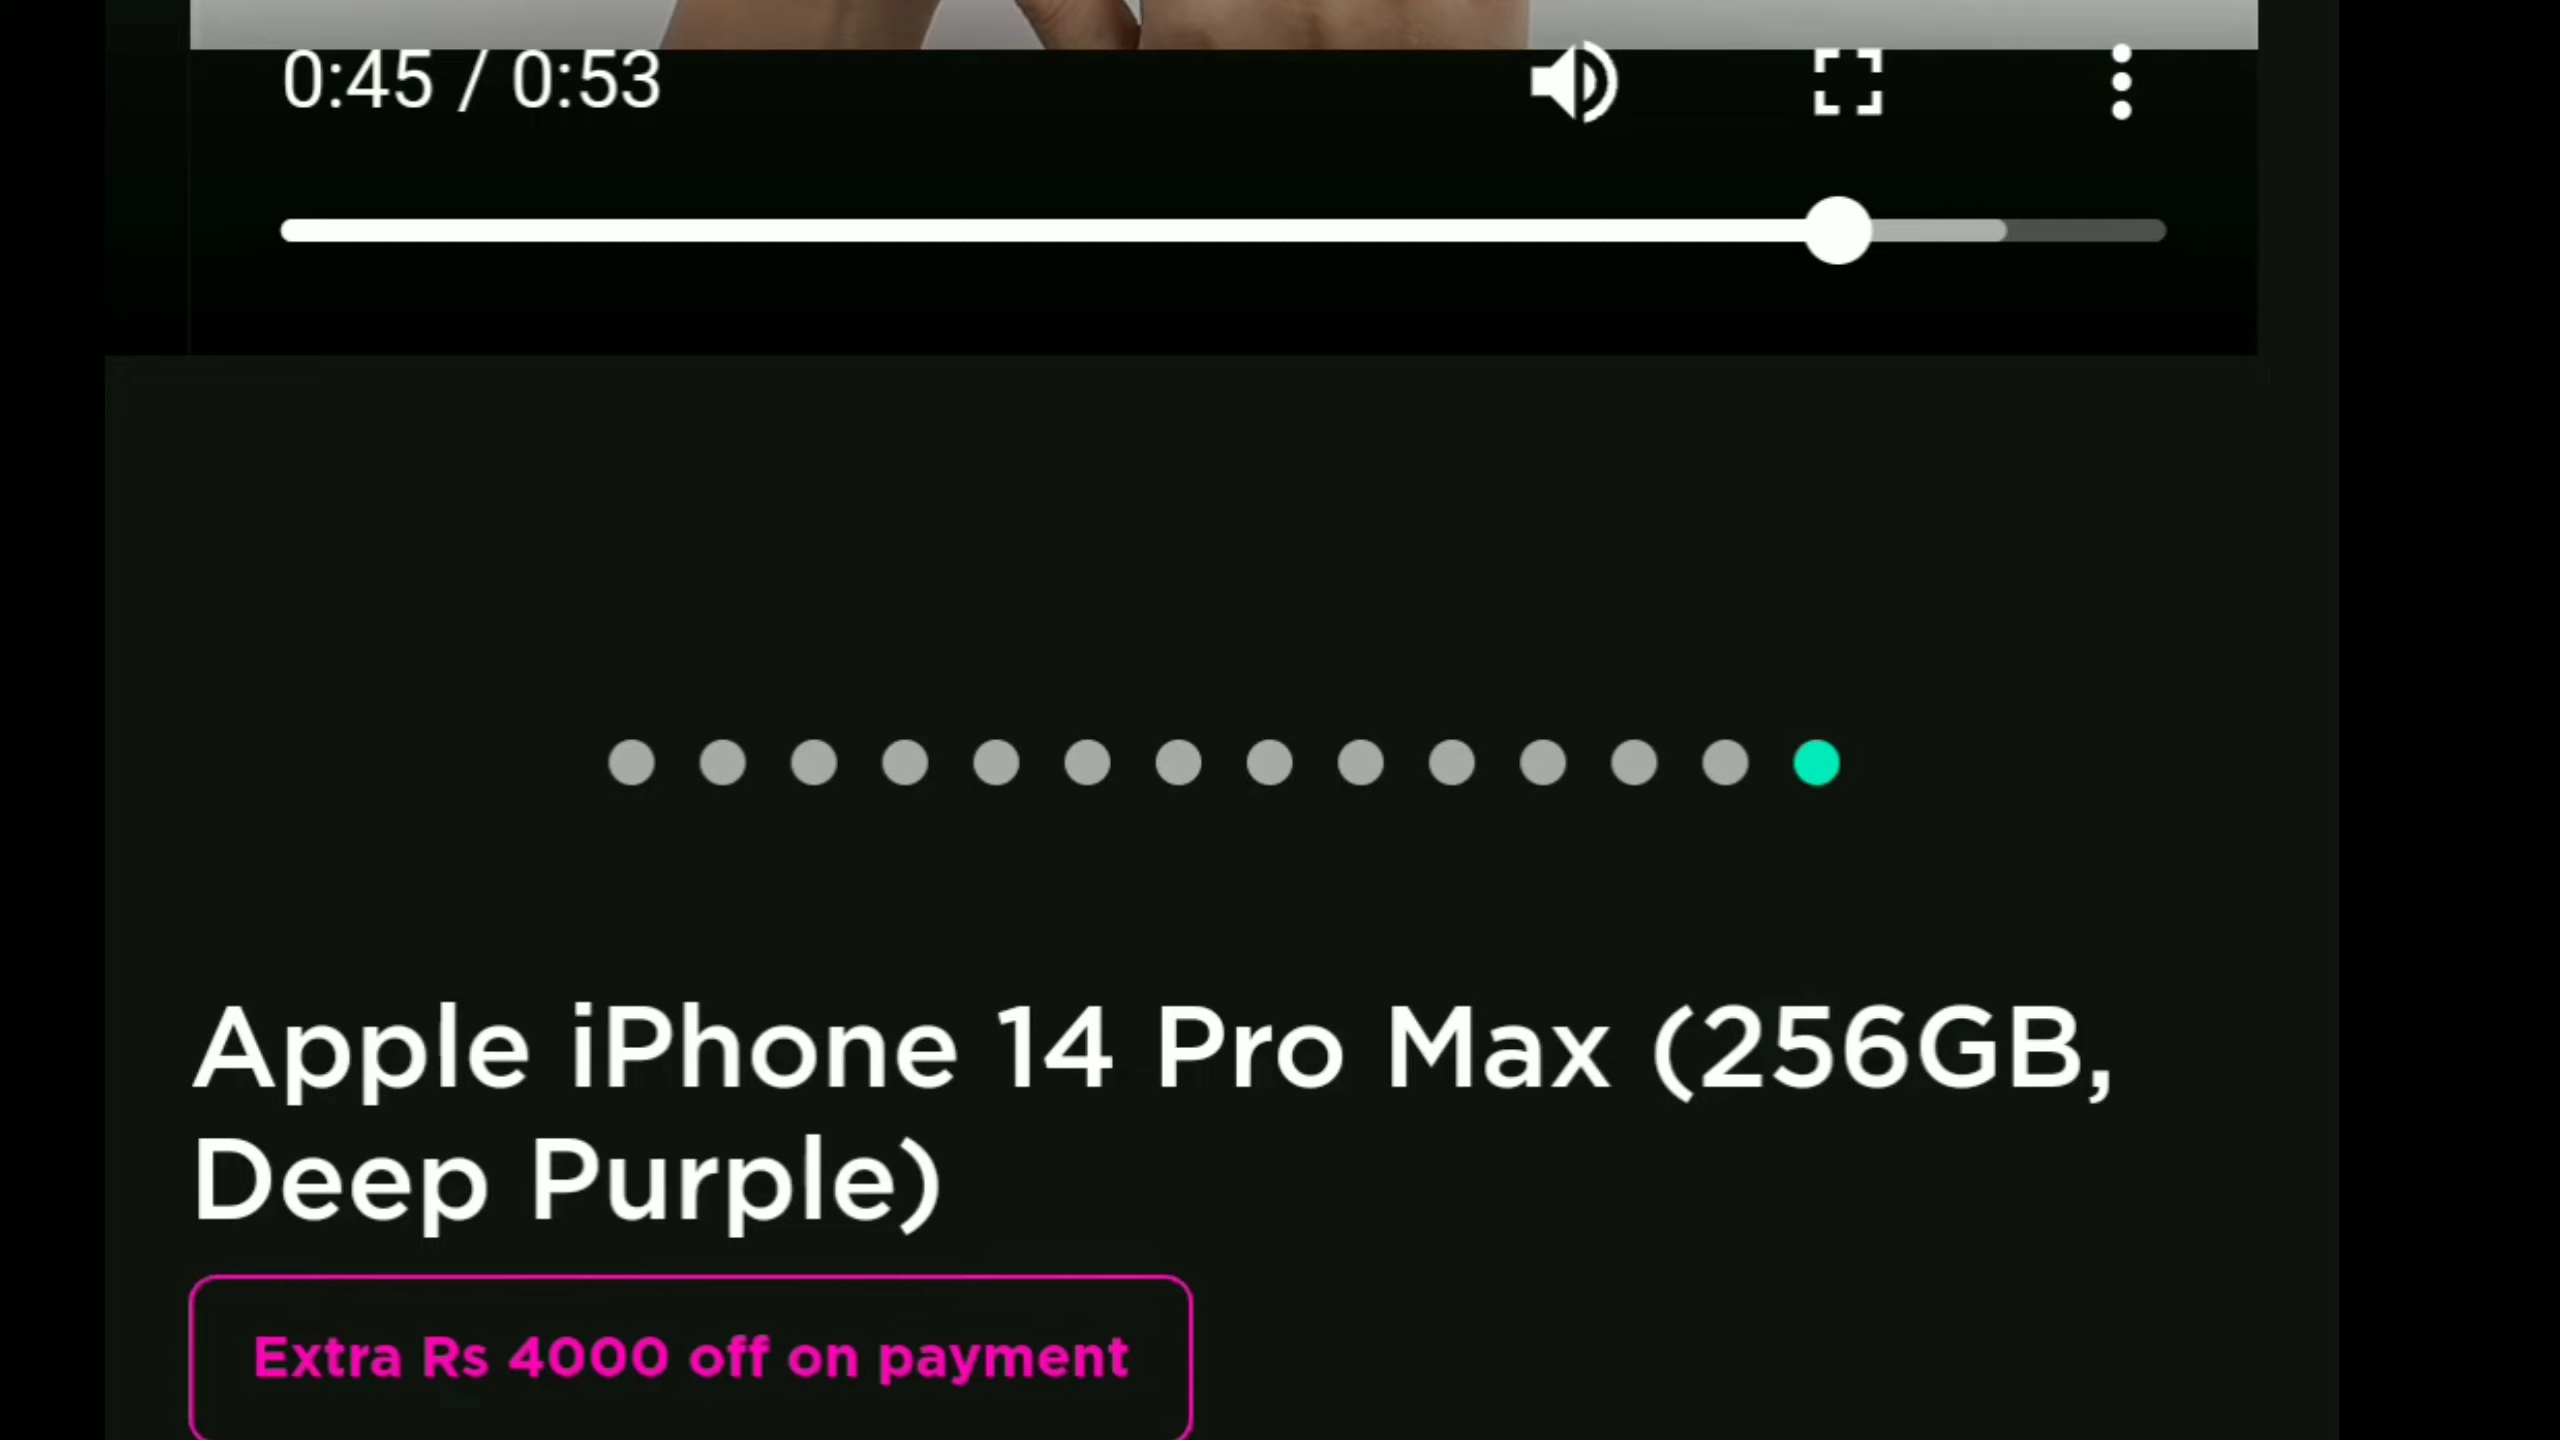 0:45 / 0:53
Apple iPhone 14 Pro Max (256GB,
Deep Purple)
Extra Rs 4000 off on payment